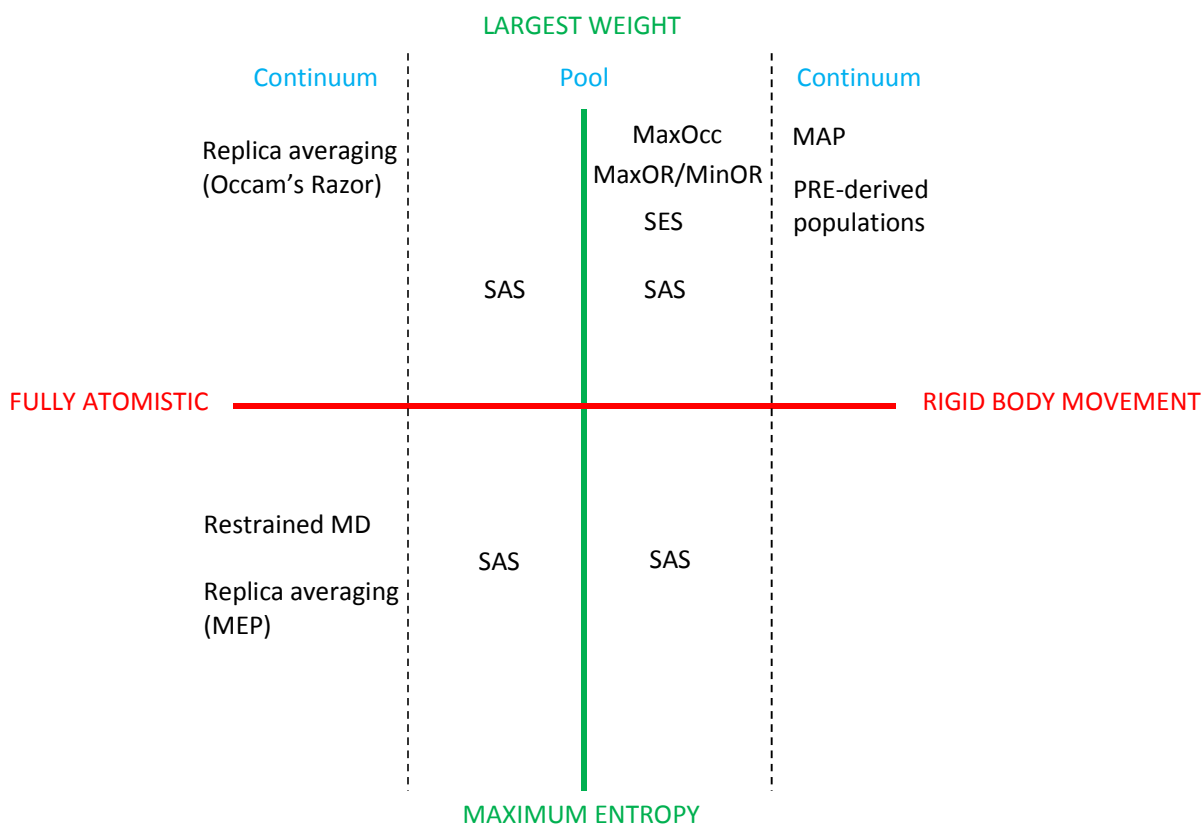 LARGEST WEIGHT
Continuum
Pool
Continuum
Replica averaging
(Occam's Razor)
MaxOcc
MaxOR/MinOR
SES
MAP
PRE-derived
populations
SAS
SAS
FULLY ATOMISTIC
RIGID BODY MOVEMENT
Restrained MD
Replica averaging
(MEP)
SAS
SAS
MAXIMUM ENTROPY